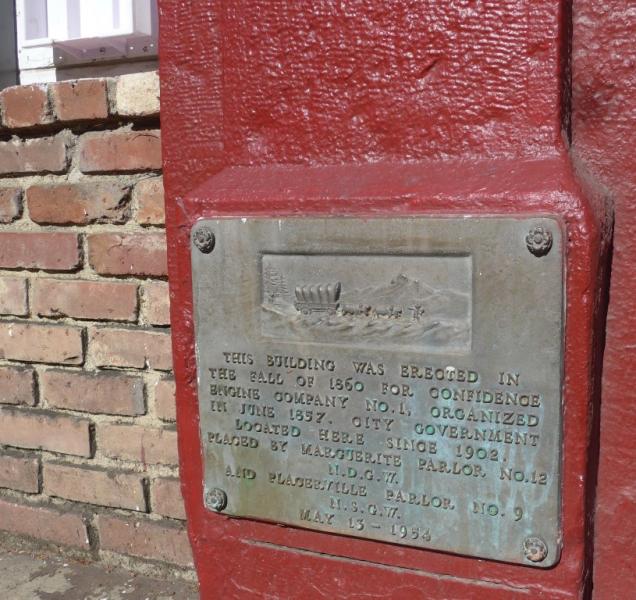 THIS BUILDING WAS ERECTED IN
THE FALL OF 1860 FOR CONFIDENCE
ENGINE COMPANY NO. 1, ORGANIZED
IN JUNE 1857. CITY GOVERNMENT
LOCATED HERE SINCE 1902.
PLACED BY MARGUERITE PARLOR NO. 12
N.D.G.W.
AND PLACERVILLE PARLOR NO. 9
N.S.G.W.
MAY 13 - 1954